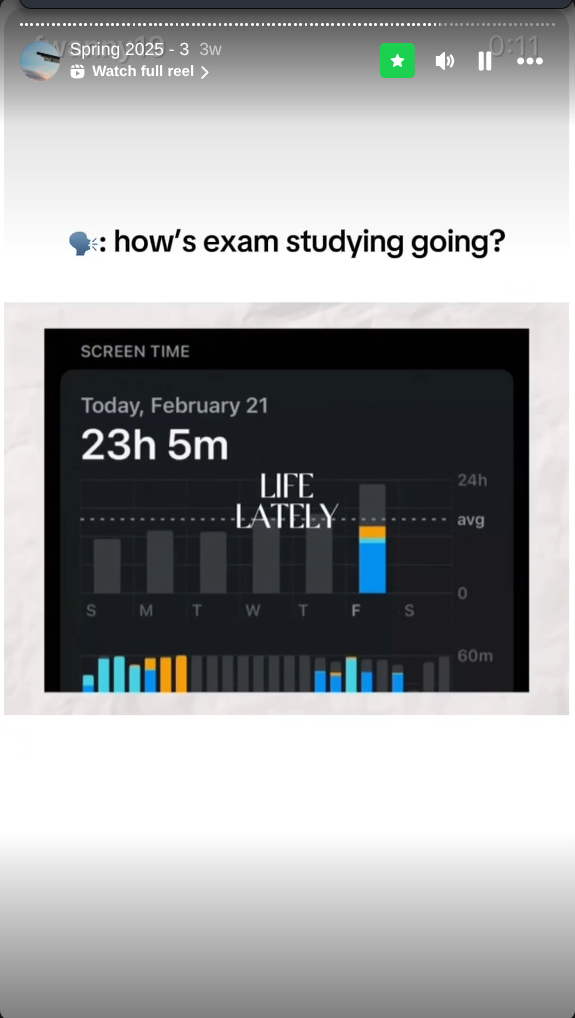 Spring 2025 - 3 3w
0:11
Watch full reel
🗣️: how's exam studying going?
SCREEN TIME
Today, February 21
23h 5m
LIFE
LATELY
24h
avg
0
S M T W T F S
60m